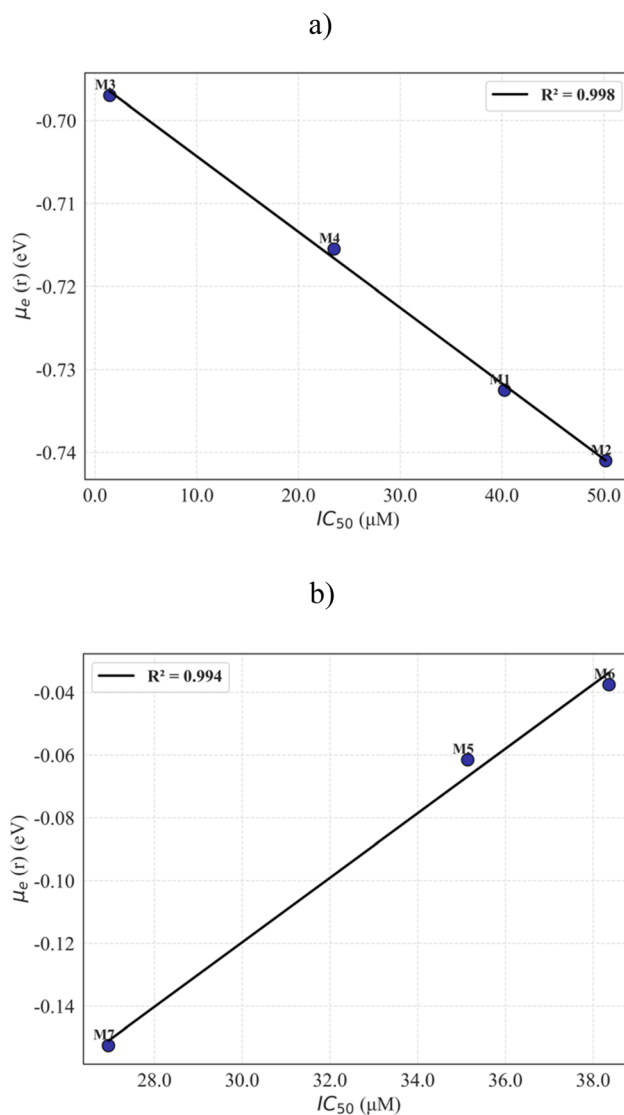 a)
M3
R² = 0.998
-0.70
-0.71
M4
-0.72
μₑ (r) (eV)
-0.73
M1
-0.74
M2
0.0 10.0 20.0 30.0 40.0 50.0
IC₅₀ (μM)
b)
R² = 0.994
M6
-0.04
M5
-0.06
-0.08
μₑ (r) (eV)
-0.10
-0.12
-0.14
M7
28.0 30.0 32.0 34.0 36.0 38.0
IC₅₀ (μM)